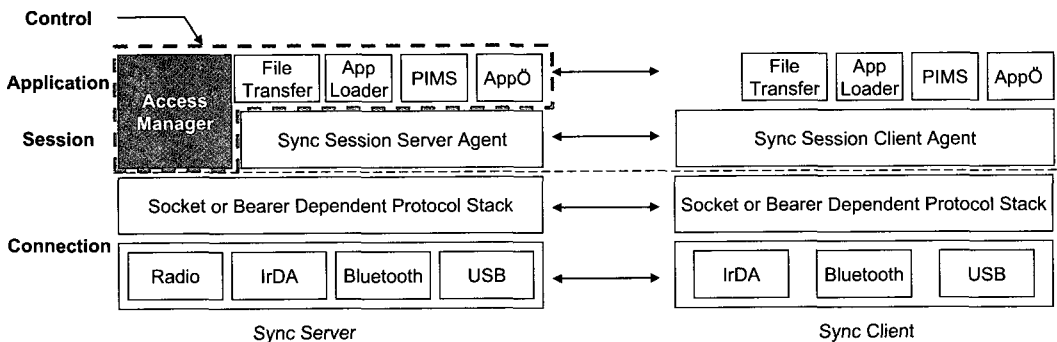 Control
Application
Access
Manager
File
Transfer
App
Loader
PIMS
AppÖ
File
Transfer
App
Loader
PIMS
AppÖ
Session
Sync Session Server Agent
Sync Session Client Agent
Socket or Bearer Dependent Protocol Stack
Socket or Bearer Dependent Protocol Stack
Connection
Radio
IrDA
Bluetooth
USB
IrDA
Bluetooth
USB
Sync Server
Sync Client